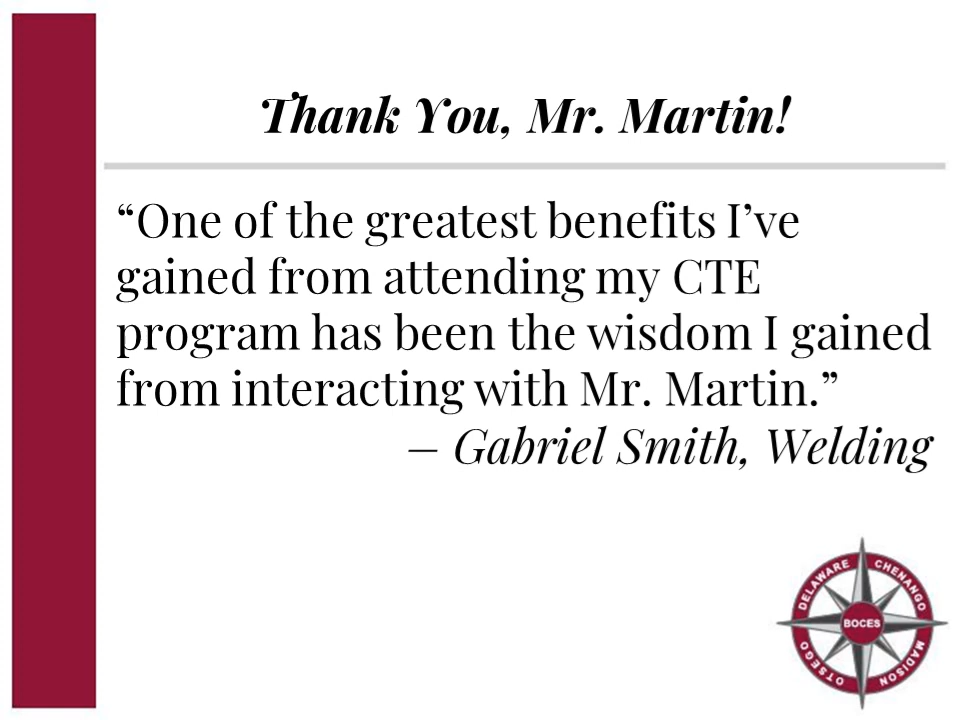 Thank You, Mr. Martin!
“One of the greatest benefits I’ve
gained from attending my CTE
program has been the wisdom I gained
from interacting with Mr. Martin.”
– Gabriel Smith, Welding
DELAWARE
CHENANGO
BOCES
OTSEGO
MADISON